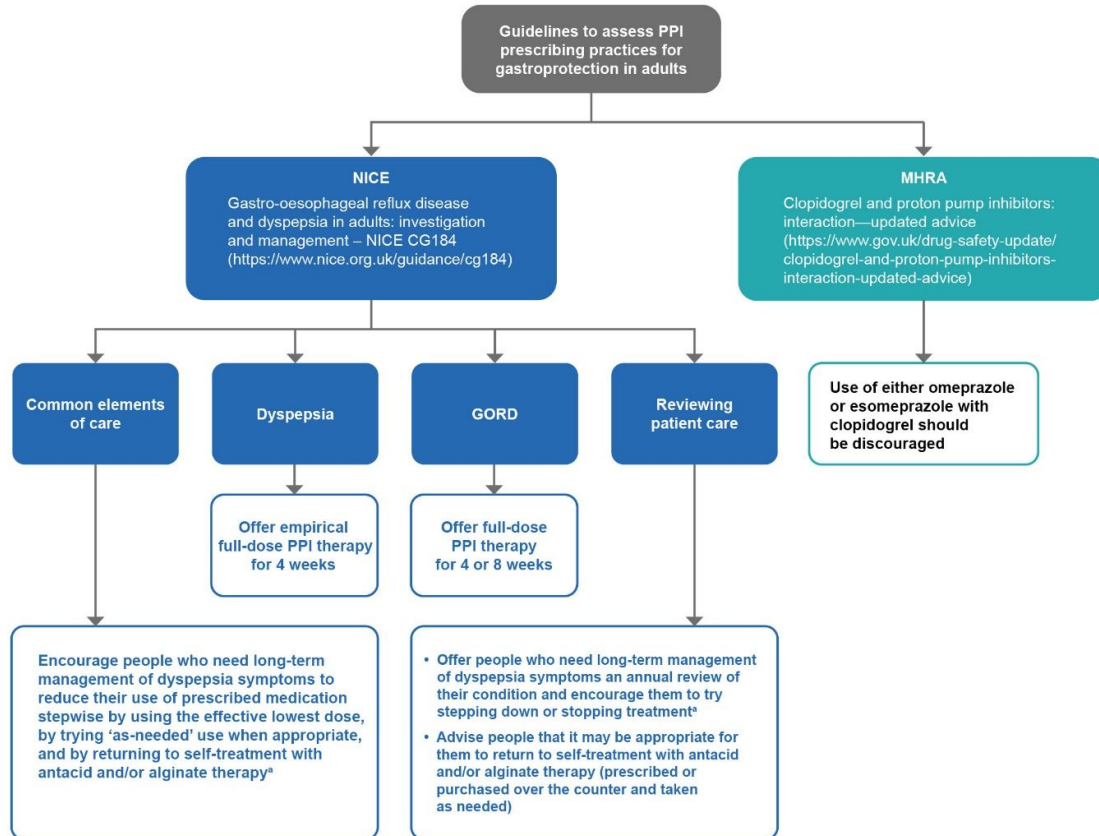 Guidelines to assess PPI
prescribing practices for
gastroprotection in adults
NICE
Gastro-oesophageal reflux disease
and dyspepsia in adults: investigation
and management – NICE CG184
(https://www.nice.org.uk/guidance/cg184)
MHRA
Clopidogrel and proton pump inhibitors:
interaction—updated advice
(https://www.gov.uk/drug-safety-update/
clopidogrel-and-proton-pump-inhibitors-
interaction-updated-advice)
Common elements
of care
Dyspepsia
GORD
Reviewing
patient care
Use of either omeprazole
or esomeprazole with
clopidogrel should
be discouraged
Offer empirical
full-dose PPI therapy
for 4 weeks
Offer full-dose
PPI therapy
for 4 or 8 weeks
Encourage people who need long-term
management of dyspepsia symptoms to
reduce their use of prescribed medication
stepwise by using the effective lowest dose,
by trying ‘as-needed’ use when appropriate,
and by returning to self-treatment with
antacid and/or alginate therapyᵃ
• Offer people who need long-term management
of dyspepsia symptoms an annual review of
their condition and encourage them to try
stepping down or stopping treatmentᵃ
• Advise people that it may be appropriate for
them to return to self-treatment with antacid
and/or alginate therapy (prescribed or
purchased over the counter and taken
as needed)